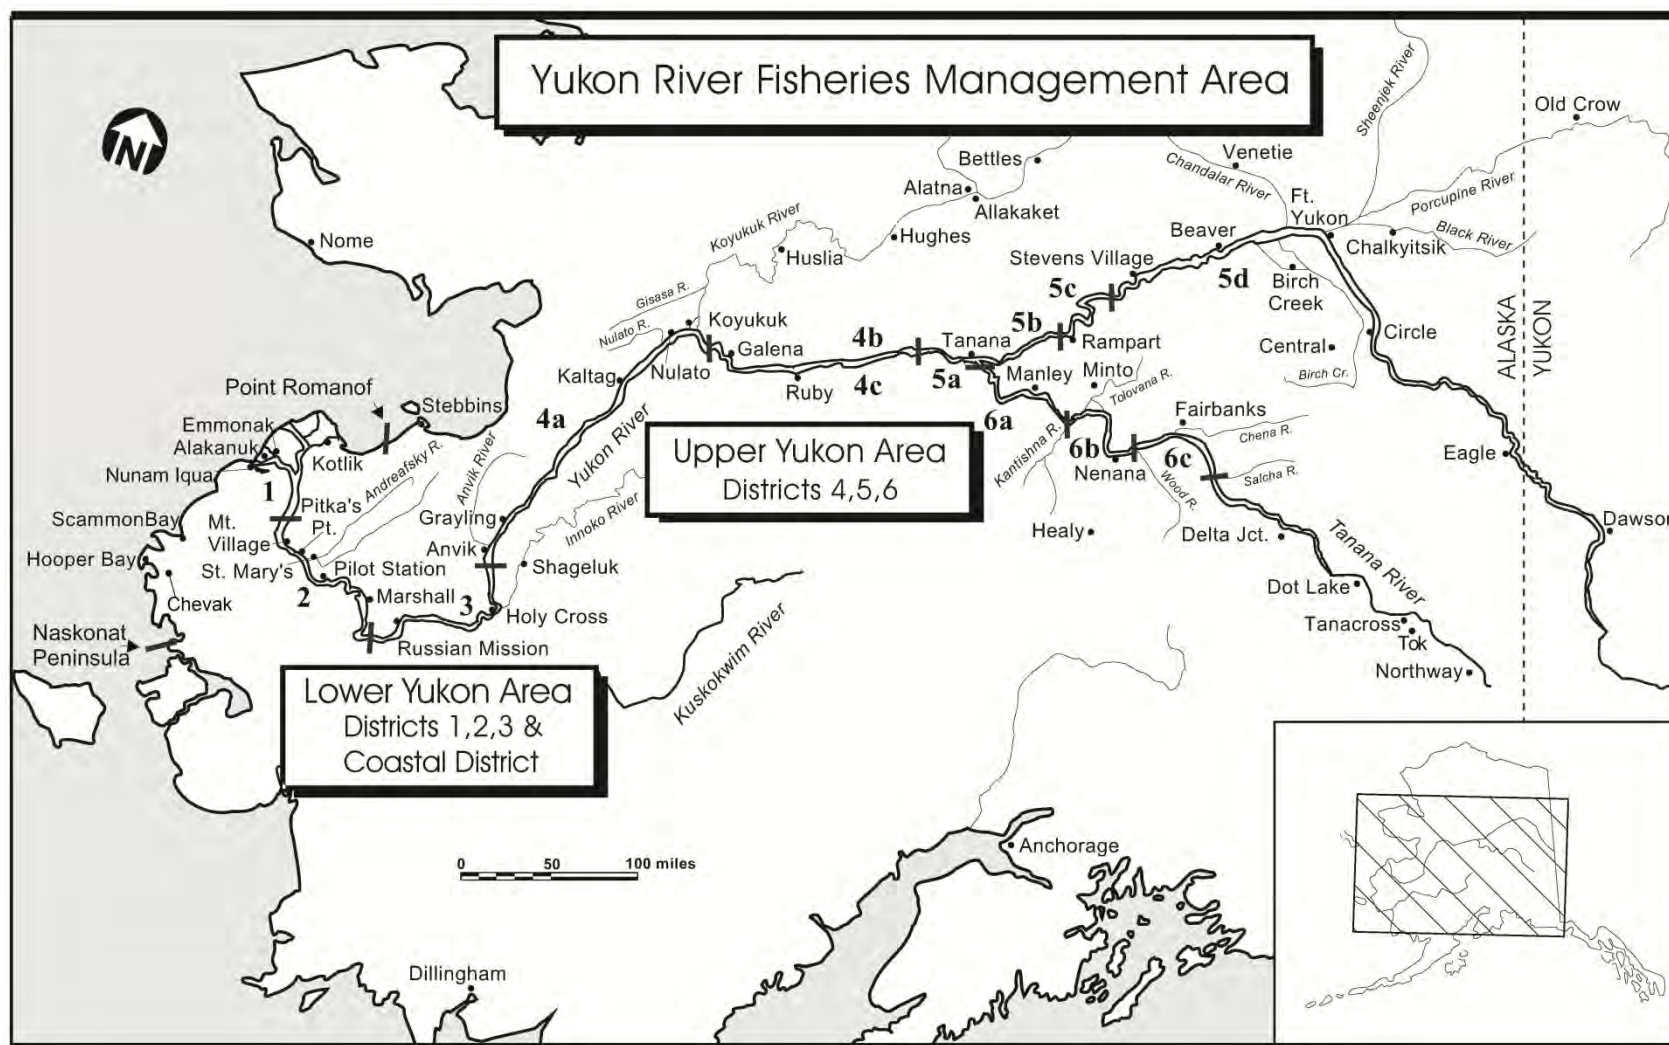 Yukon River Fisheries Management Area
N
Old Crow
Sheenjek River
Venetie
Chandalar River
Bettles
Alatna
Allakaket
Ft.
Yukon
Porcupine River
Black River
Chalkyitsik
Koyukuk River
Hughes
Huslia
Beaver
Stevens Village
Nome
5c
5d
Birch
Creek
Gisasa R.
Nulato R.
Koyukuk
Galena
Nulato
4b
Tanana
5b
Rampart
Central
Circle
ALASKA
YUKON
Birch Cr.
Kaltag
Ruby
4c
5a
Manley
Minto
Tolovana R.
Point Romanof
Stebbins
4a
Yukon River
6a
Fairbanks
Chena R.
Emmonak
Alakanuk
Nunam Iqua
Kotlik
1
Andreafsky R.
Anvik River
Upper Yukon Area
Districts 4,5,6
Kantishna R.
6b
Nenana
6c
Wood R.
Salcha R.
Eagle
Pitka's
Pt.
ScammonBay
Mt.
Village
Grayling
Innoko River
Healy
Delta Jct.
Tanana River
Dawson
Hooper Bay
St. Mary's
Pilot Station
Anvik
Shageluk
Chevak
2
Marshall
3
Holy Cross
Dot Lake
Naskonat
Peninsula
Russian Mission
Kuskokwim River
Tanacross
Tok
Northway
Lower Yukon Area
Districts 1,2,3 &
Coastal District
0 50 100 miles
Anchorage
Dillingham